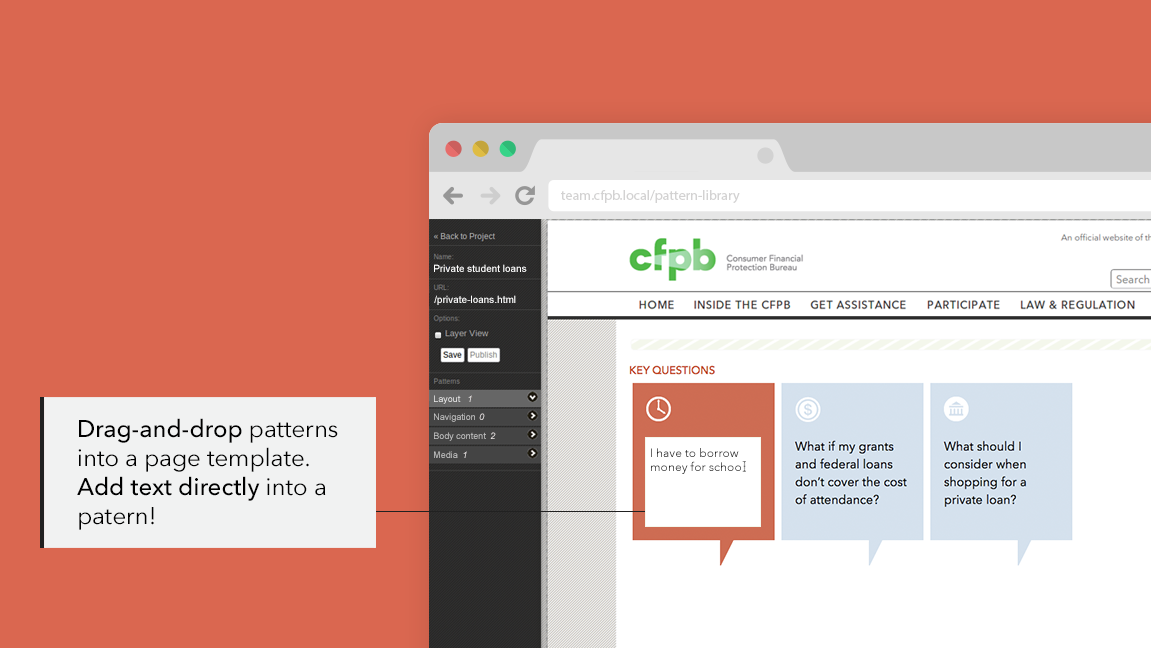 team.cfpb.local/pattern-library
« Back to Project
Name:
Private student loans
URL:
/private-loans.html
Options:
Layer View
Save Publish
Patterns
Layout 1
Navigation 0
Body content 2
Media 1
Drag-and-drop patterns
into a page template.
Add text directly into a
patern!
An official website of th
cfpb
Consumer Financial
Protection Bureau
Search
HOME INSIDE THE CFPB GET ASSISTANCE PARTICIPATE LAW & REGULATION
KEY QUESTIONS
I have to borrow
money for school
What if my grants
and federal loans
don't cover the cost
of attendance?
What should I
consider when
shopping for a
private loan?